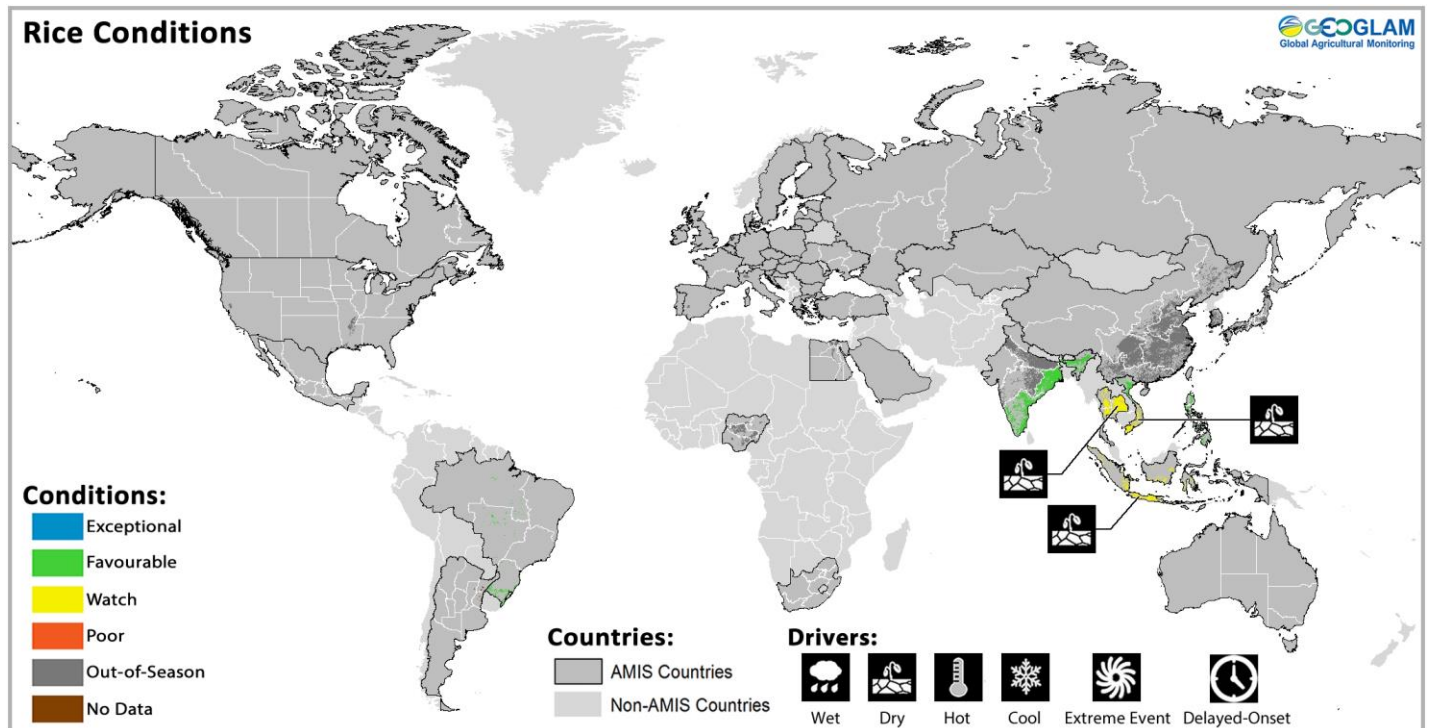 Rice Conditions
GEOGLAM
Global Agricultural Monitoring
Conditions:
Exceptional
Favourable
Watch
Poor
Out-of-Season
No Data
Countries:
AMIS Countries
Non-AMIS Countries
Drivers:
Wet
Dry
Hot
Cool
Extreme Event
Delayed-Onset